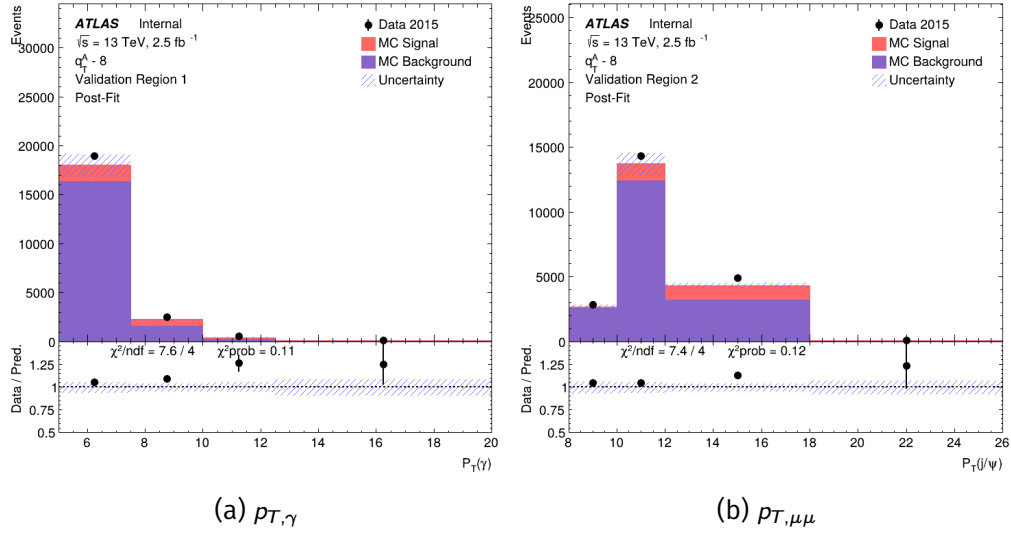 Events
ATLAS Internal
√s = 13 TeV, 2.5 fb⁻¹
q_T^A - 8
Validation Region 1
Post-Fit
Data 2015
MC Signal
MC Background
Uncertainty
30000
25000
20000
15000
10000
5000
0
χ²/ndf = 7.6 / 4 χ²prob = 0.11
Data / Pred.
1.25
1
0.75
0.5
6 8 10 12 14 16 18 20
P_T(γ)
(a) p_T,γ
Events
ATLAS Internal
√s = 13 TeV, 2.5 fb⁻¹
q_T^A - 8
Validation Region 2
Post-Fit
Data 2015
MC Signal
MC Background
Uncertainty
25000
20000
15000
10000
5000
0
χ²/ndf = 7.4 / 4 χ²prob = 0.12
Data / Pred.
1.25
1
0.75
0.5
8 10 12 14 16 18 20 22 24 26
P_T(j/ψ)
(b) p_T,μμ